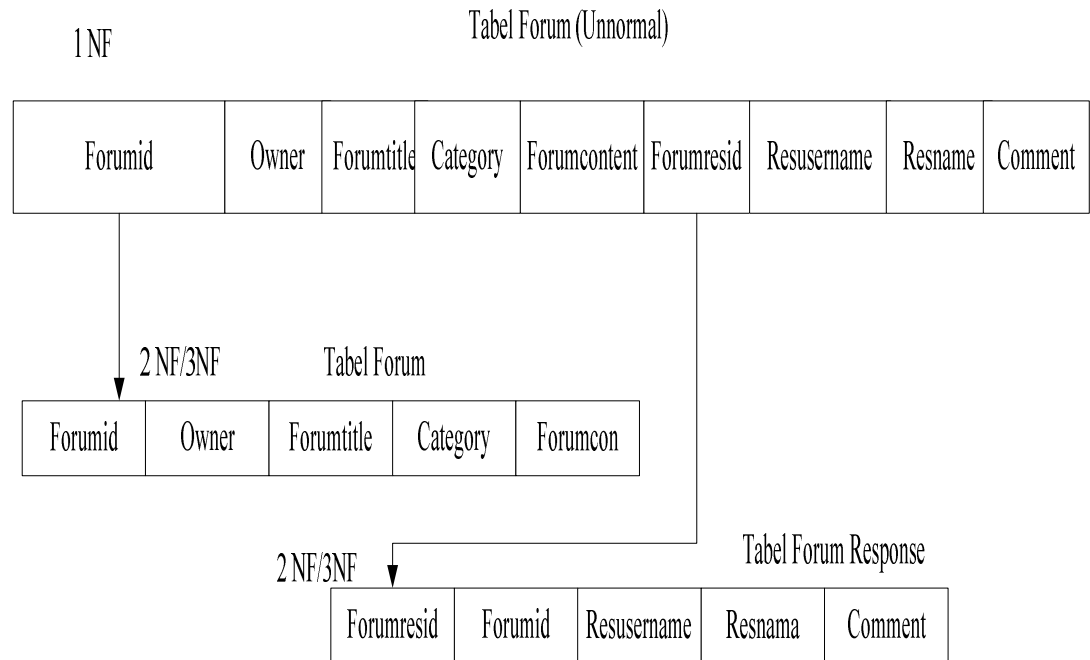 1 NF
Tabel Forum (Unnormal)
Forumid Owner Forumtitle Category Forumcontent Forumresid Resusername Resname Comment
2 NF/3NF
Tabel Forum
Forumid Owner Forumtitle Category Forumcon
2 NF/3NF
Tabel Forum Response
Forumresid Forumid Resusername Resnama Comment